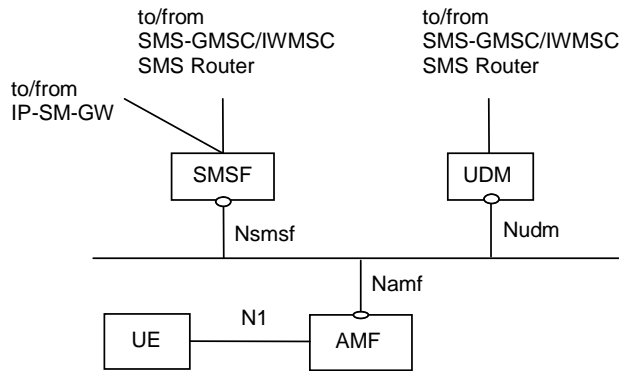 to/from
SMS-GMSC/IWMSC
SMS Router
to/from
SMS-GMSC/IWMSC
SMS Router
to/from
IP-SM-GW
SMSF
UDM
Nsmsf
Nudm
Namf
N1
UE
AMF